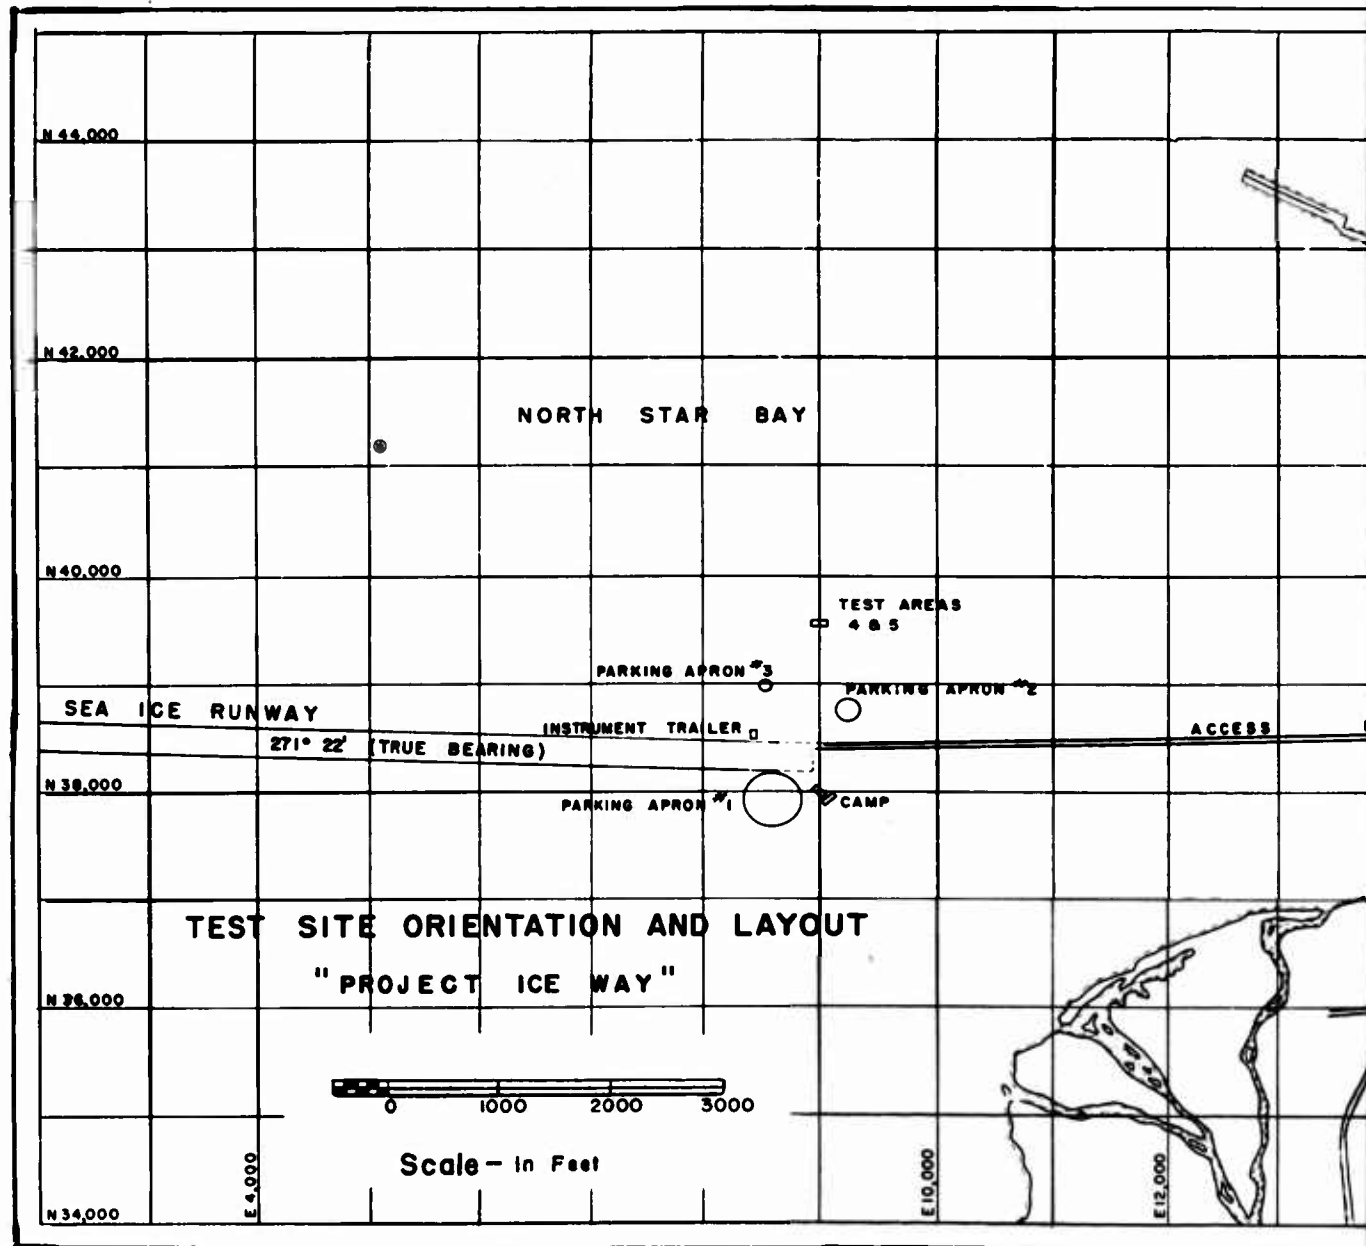 N 44,000
N 42,000
NORTH STAR BAY
N 40,000
TEST AREAS
4 & 5
PARKING APRON #3
PARKING APRON #2
SEA ICE RUNWAY
INSTRUMENT TRAILER
ACCESS
271° 22' (TRUE BEARING)
N 38,000
PARKING APRON #1
CAMP
TEST SITE ORIENTATION AND LAYOUT
"PROJECT ICE WAY"
N 36,000
0 1000 2000 3000
Scale - In Feet
E 4,000
E 10,000
E 12,000
N 34,000